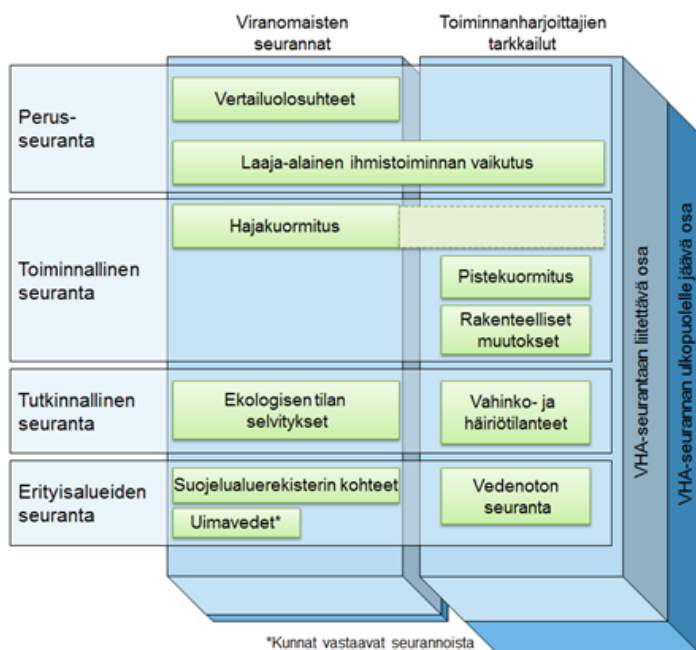 Viranomaisten
seurannat
Toiminnanharjoittajien
tarkkailut
Perus-
seuranta
Vertailuolosuhteet
Laaja-alainen ihmistoiminnan vaikutus
Toiminnallinen
seuranta
Hajakuormitus
Pistekuormitus
Rakenteelliset
muutokset
Tutkinnallinen
seuranta
Ekologisen tilan
selvitykset
Vahinko- ja
häiriötilanteet
Erityisalueiden
seuranta
Suojelualuerekisterin kohteet
Uimavedet*
Vedenoton
seuranta
VHA-seurantaan liitettävä osa
VHA-seurannan ulkopuolelle jäävä osa
*Kunnat vastaavat seurannoista